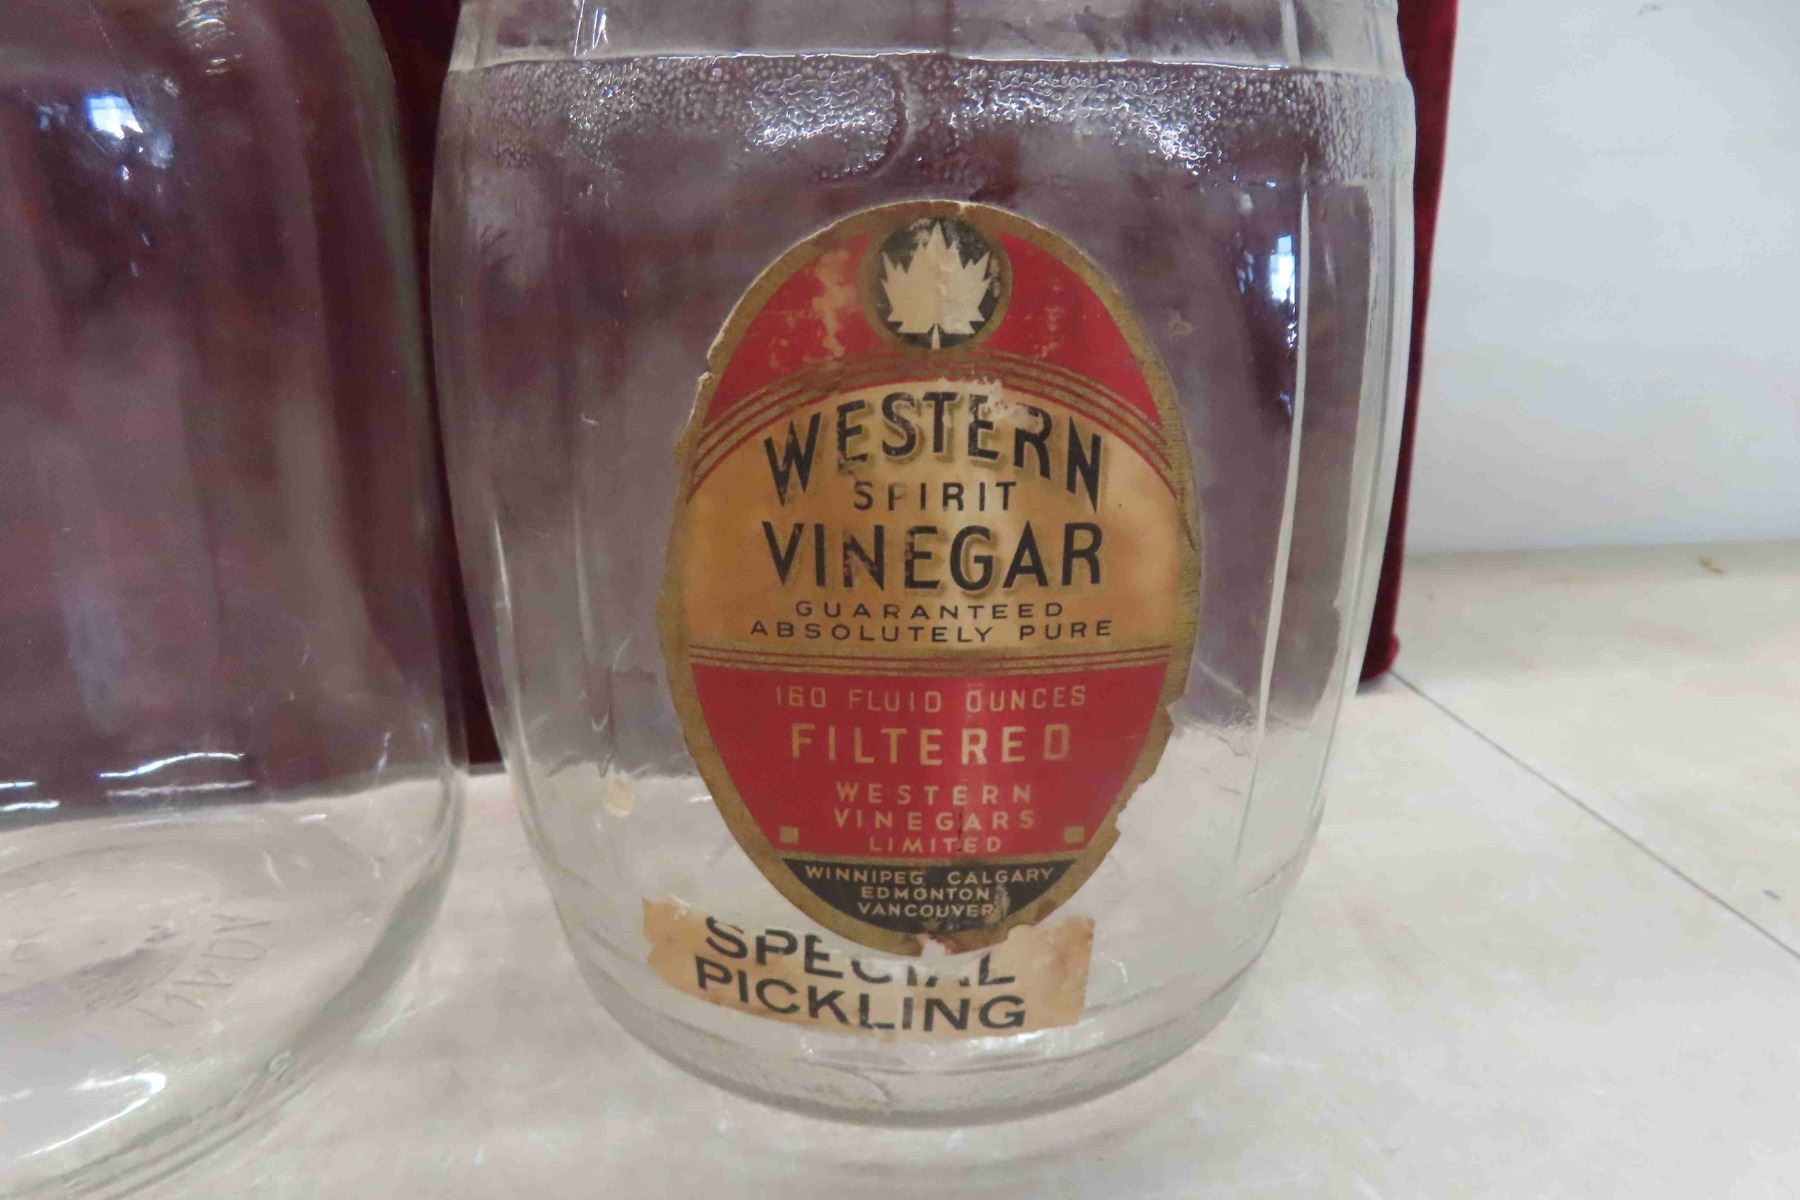 WESTERN
SPIRIT
VINEGAR
GUARANTEED
ABSOLUTELY PURE
160 FLUID OUNCES
FILTERED
WESTERN
VINEGARS
LIMITED
WINNIPEG CALGARY
EDMONTON
VANCOUVER
SPECIAL
PICKLING